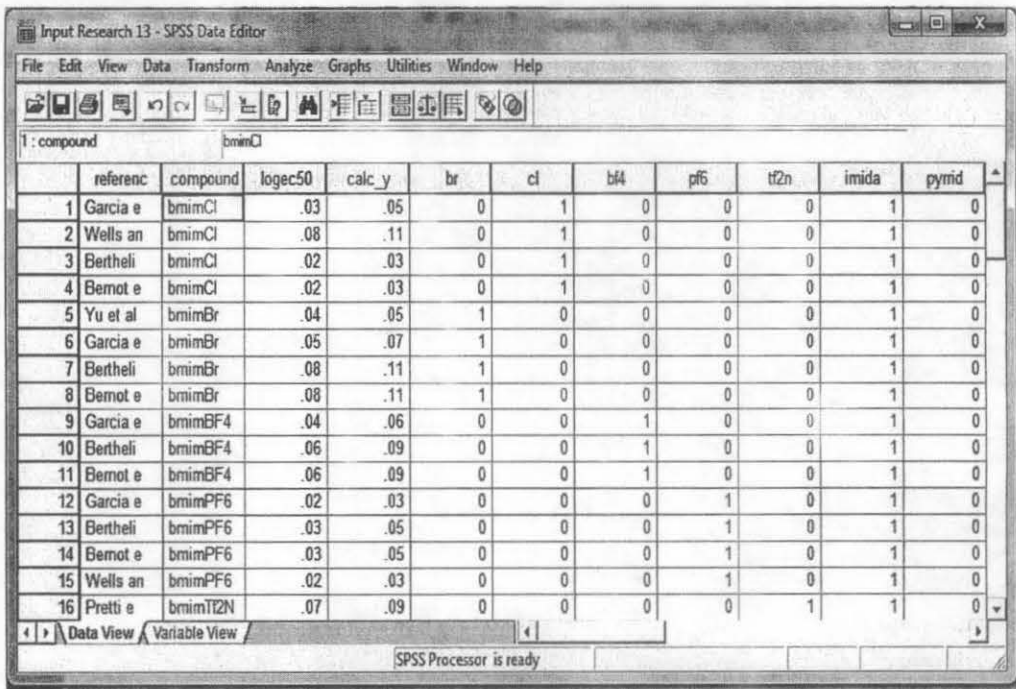 Input Research 13 - SPSS Data Editor
File Edit View Data Transform Analyze Graphs Utilities Window Help
1 : compound bmimCl
referenc compound logec50 calc_y br cl bf4 pf6 tf2n imida pyrrid
1 Garcia e bmimCl .03 .05 0 1 0 0 0 1 0
2 Wells an bmimCl .08 .11 0 1 0 0 0 1 0
3 Bertheli bmimCl .02 .03 0 1 0 0 0 1 0
4 Bernot e bmimCl .02 .03 0 1 0 0 0 1 0
5 Yu et al bmimBr .04 .05 1 0 0 0 0 1 0
6 Garcia e bmimBr .05 .07 1 0 0 0 0 1 0
7 Bertheli bmimBr .08 .11 1 0 0 0 0 1 0
8 Bernot e bmimBr .08 .11 1 0 0 0 0 1 0
9 Garcia e bmimBF4 .04 .06 0 0 1 0 0 1 0
10 Bertheli bmimBF4 .06 .09 0 0 1 0 0 1 0
11 Bernot e bmimBF4 .06 .09 0 0 1 0 0 1 0
12 Garcia e bmimPF6 .02 .03 0 0 0 1 0 1 0
13 Bertheli bmimPF6 .03 .05 0 0 0 1 0 1 0
14 Bernot e bmimPF6 .03 .05 0 0 0 1 0 1 0
15 Wells an bmimPF6 .02 .03 0 0 0 1 0 1 0
16 Pretti e bmimTf2N .07 .09 0 0 0 0 1 1 0
Data View Variable View
SPSS Processor is ready